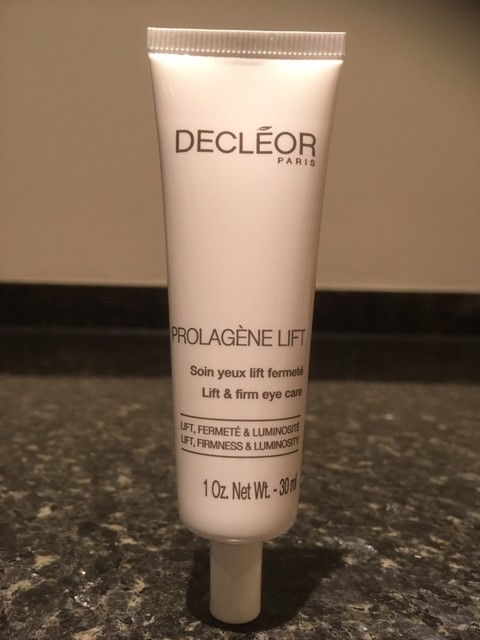 DECLÉOR
PARIS
PROLAGÈNE LIFT
Soin yeux lift fermeté
Lift & firm eye care
LIFT, FERMETÉ & LUMINOSITÉ
LIFT, FIRMNESS & LUMINOSITY
1 Oz. Net Wt. - 30 ml